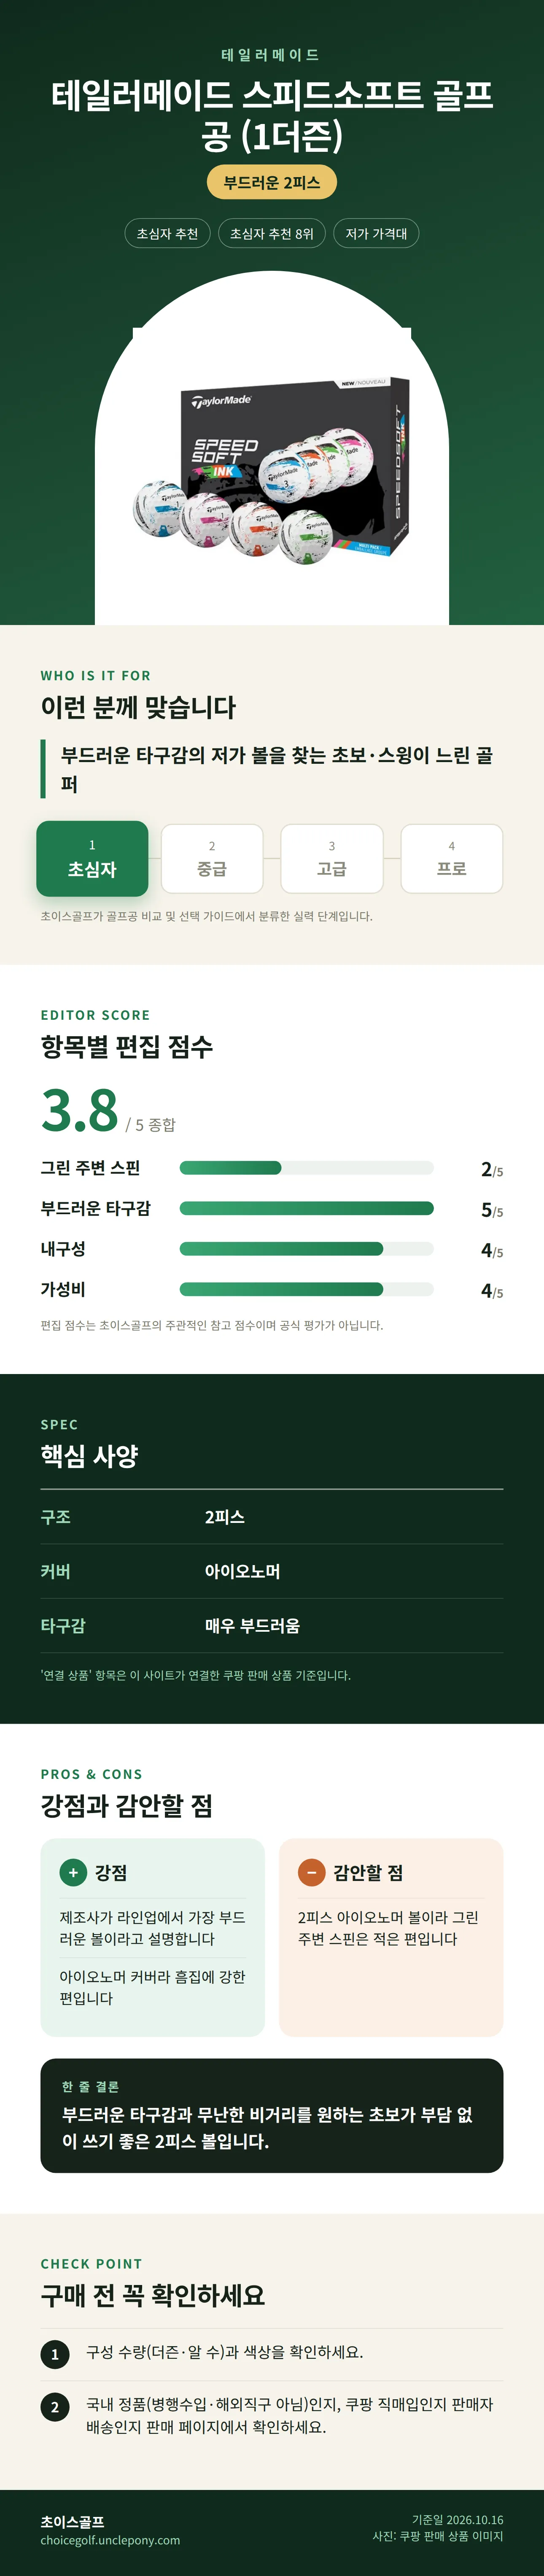 테일러메이드
테일러메이드 스피드소프트 골프
공 (1더즌)
부드러운 2피스
초심자 추천
초심자 추천 8위
저가 가격대
NEW / NOUVEAU
TaylorMade
SPEED
SOFT
INK
SPEEDSOFT
이런 분께 맞습니다
WHO IS IT FOR
부드러운 타구감의 저가 볼을 찾는 초보·스윙이 느린 골
퍼
1
초심자
2
중급
3
고급
4
프로
초이스골프가 골프공 비교 및 선택 가이드에서 분류한 실력 단계입니다.
EDITOR SCORE
항목별 편집 점수
3.8 / 5 종합
그린 주변 스핀 2/5
부드러운 타구감 5/5
내구성 4/5
가성비 4/5
편집 점수는 초이스골프의 주관적인 참고 점수이며 공식 평가가 아닙니다.
SPEC
핵심 사양
구조 2피스
커버 아이오노머
타구감 매우 부드러움
'연결 상품' 항목은 이 사이트가 연결한 쿠팡 판매 상품 기준입니다.
PROS & CONS
강점과 감안할 점
+ 강점
제조사가 라인업에서 가장 부드
러운 볼이라고 설명합니다
아이오노머 커버라 흠집에 강한
편입니다
− 감안할 점
2피스 아이오노머 볼이라 그린
주변 스핀은 적은 편입니다
한 줄 결론
부드러운 타구감과 무난한 비거리를 원하는 초보가 부담 없
이 쓰기 좋은 2피스 볼입니다.
CHECK POINT
구매 전 꼭 확인하세요
1 구성 수량(더즌·알 수)과 색상을 확인하세요.
2 국내 정품(병행수입·해외직구 아님)인지, 쿠팡 직매입인지 판매자
배송인지 판매 페이지에서 확인하세요.
초이스골프
choicegolf.unclepony.com
기준일 2026.10.16
사진: 쿠팡 판매 상품 이미지